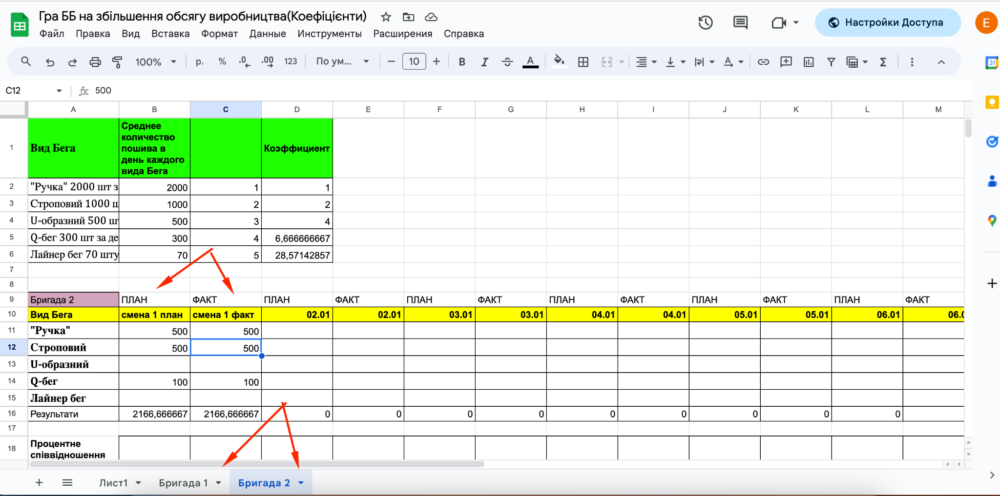 Гра ББ на збільшення обсягу виробництва(Коефіцієнти)
Файл Правка Вид Вставка Формат Данные Инструменты Расширения Справка
Настройки Доступа
E
100% р. % .0 .00 123 По ум... 10 B I A
31
C12 fx 500
A B C D E F G H I J K L M
1 Вид Бега Среднее количество пошива в день каждого вида Бега Коэффициент
2 "Ручка" 2000 шт з 2000 1 1
3 Строповий 1000 ш 1000 2 2
4 U-образний 500 шт 500 3 4
5 Q-бег 300 шт за де 300 4 6,666666667
6 Лайнер бег 70 шту 70 5 28,57142857
7
8
9 Бригада 2 ПЛАН ФАКТ ПЛАН ФАКТ ПЛАН ФАКТ ПЛАН ФАКТ ПЛАН ФАКТ ПЛАН ФАКТ
10 Вид Бега смена 1 план смена 1 факт 02.01 02.01 03.01 03.01 04.01 04.01 05.01 05.01 06.01 06.0
11 "Ручка" 500 500
12 Строповий 500 500
13 U-образний
14 Q-бег 100 100
15 Лайнер бег
16 Результати 2166,666667 2166,666667 0 0 0 0 0 0 0 0 0
17
18 Процентне
співвідношення
+ Лист1 Бригада 1 Бригада 2